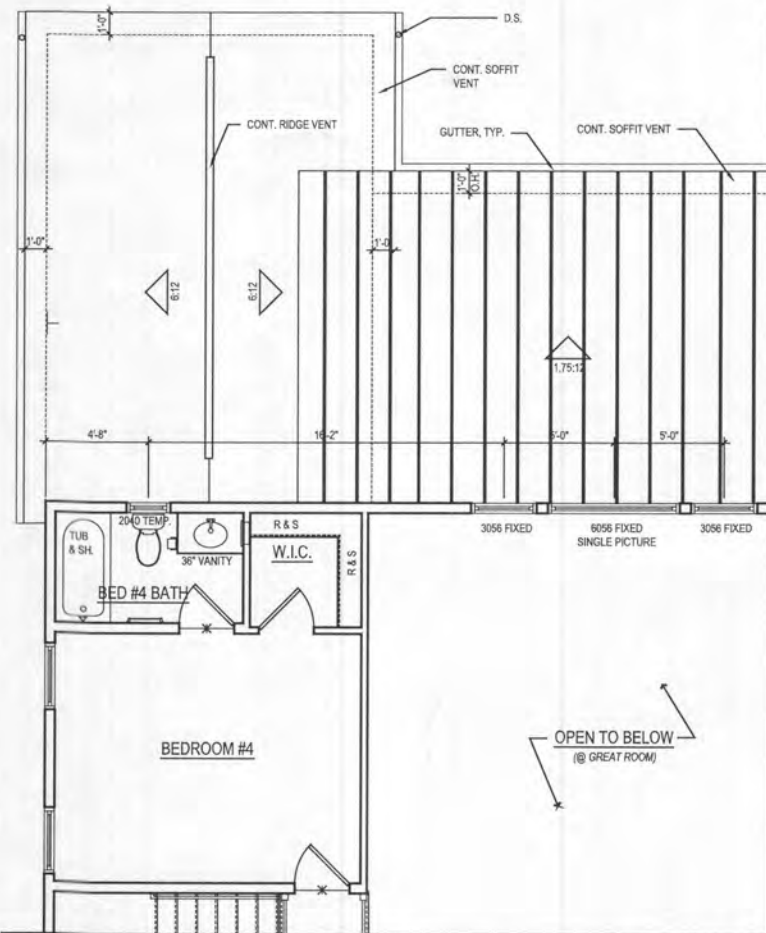 1'-0"
D.S.
CONT. SOFFIT
VENT
CONT. RIDGE VENT
GUTTER, TYP.
CONT. SOFFIT VENT
1'-0"
O.H.
1'-0"
1'-0
6:12
6:12
1.75:12
4'-8"
16'-2"
5'-0"
2040 TEMP.
TUB
& SH.
36" VANITY
BED #4 BATH
R & S
W.I.C.
R & S
3056 FIXED
6056 FIXED
SINGLE PICTURE
3056 FIXED
BEDROOM #4
OPEN TO BELOW
(@ GREAT ROOM)